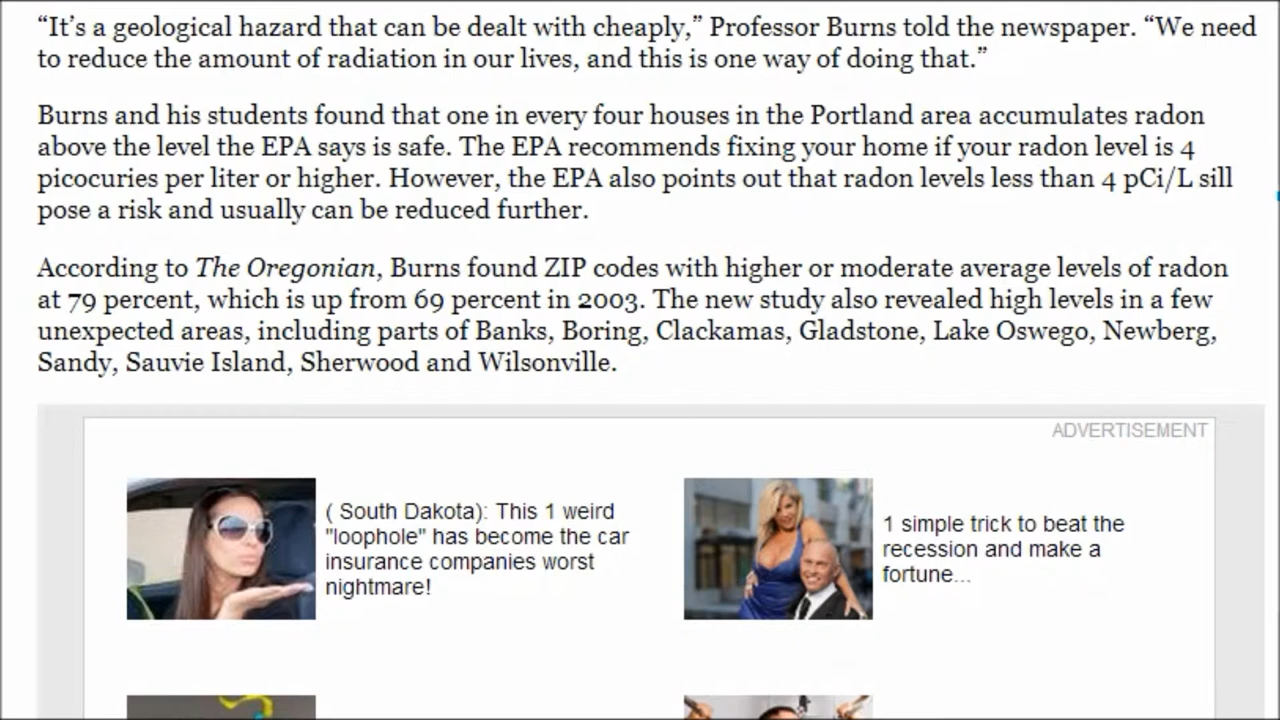 “It’s a geological hazard that can be dealt with cheaply,” Professor Burns told the newspaper. “We need
to reduce the amount of radiation in our lives, and this is one way of doing that.”
Burns and his students found that one in every four houses in the Portland area accumulates radon
above the level the EPA says is safe. The EPA recommends fixing your home if your radon level is 4
picocuries per liter or higher. However, the EPA also points out that radon levels less than 4 pCi/L sill
pose a risk and usually can be reduced further.
According to The Oregonian, Burns found ZIP codes with higher or moderate average levels of radon
at 79 percent, which is up from 69 percent in 2003. The new study also revealed high levels in a few
unexpected areas, including parts of Banks, Boring, Clackamas, Gladstone, Lake Oswego, Newberg,
Sandy, Sauvie Island, Sherwood and Wilsonville.
ADVERTISEMENT
( South Dakota): This 1 weird
"loophole" has become the car
insurance companies worst
nightmare!
1 simple trick to beat the
recession and make a
fortune...